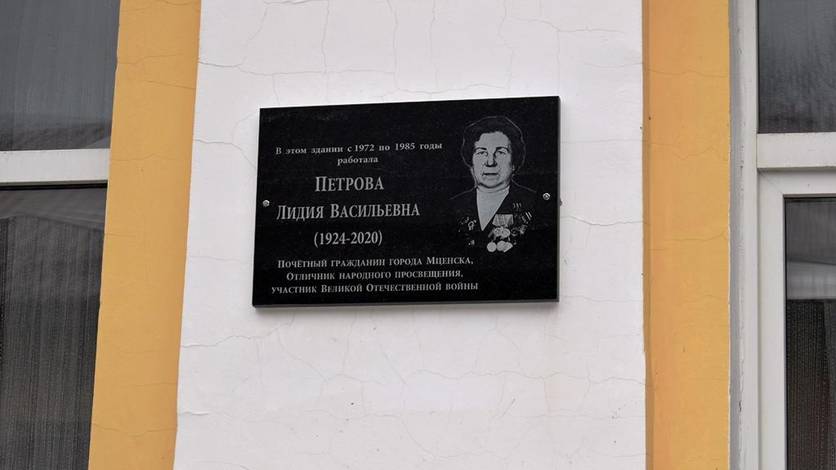 В этом здании с 1972 по 1985 годы
работала
Петрова
Лидия Васильевна
(1924-2020)
Почётный гражданин города Мценска,
Отличник народного просвещения,
участник Великой Отечественной войны